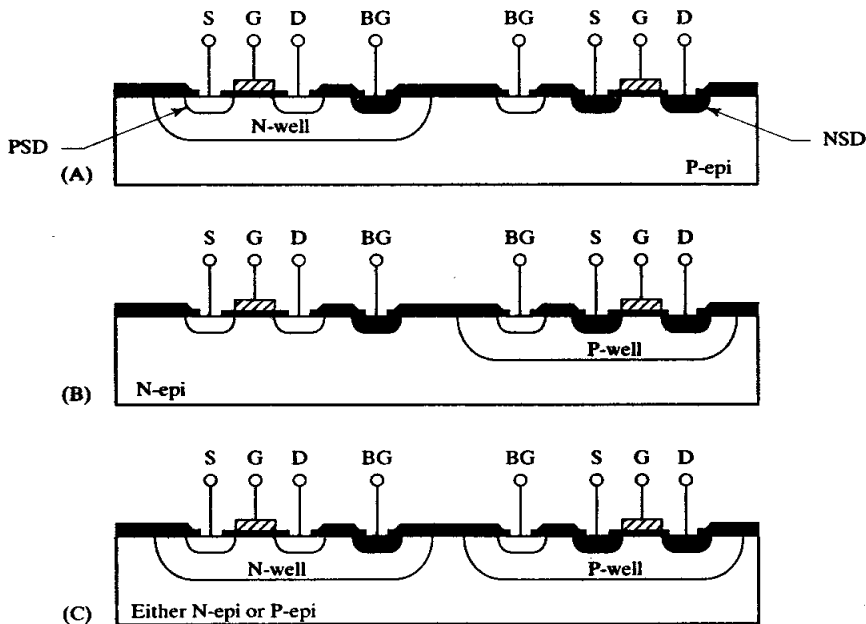 S G D BG BG S G D
PSD N-well NSD
(A) P-epi
S G D BG BG S G D
P-well
(B) N-epi
S G D BG BG S G D
N-well P-well
(C) Either N-epi or P-epi